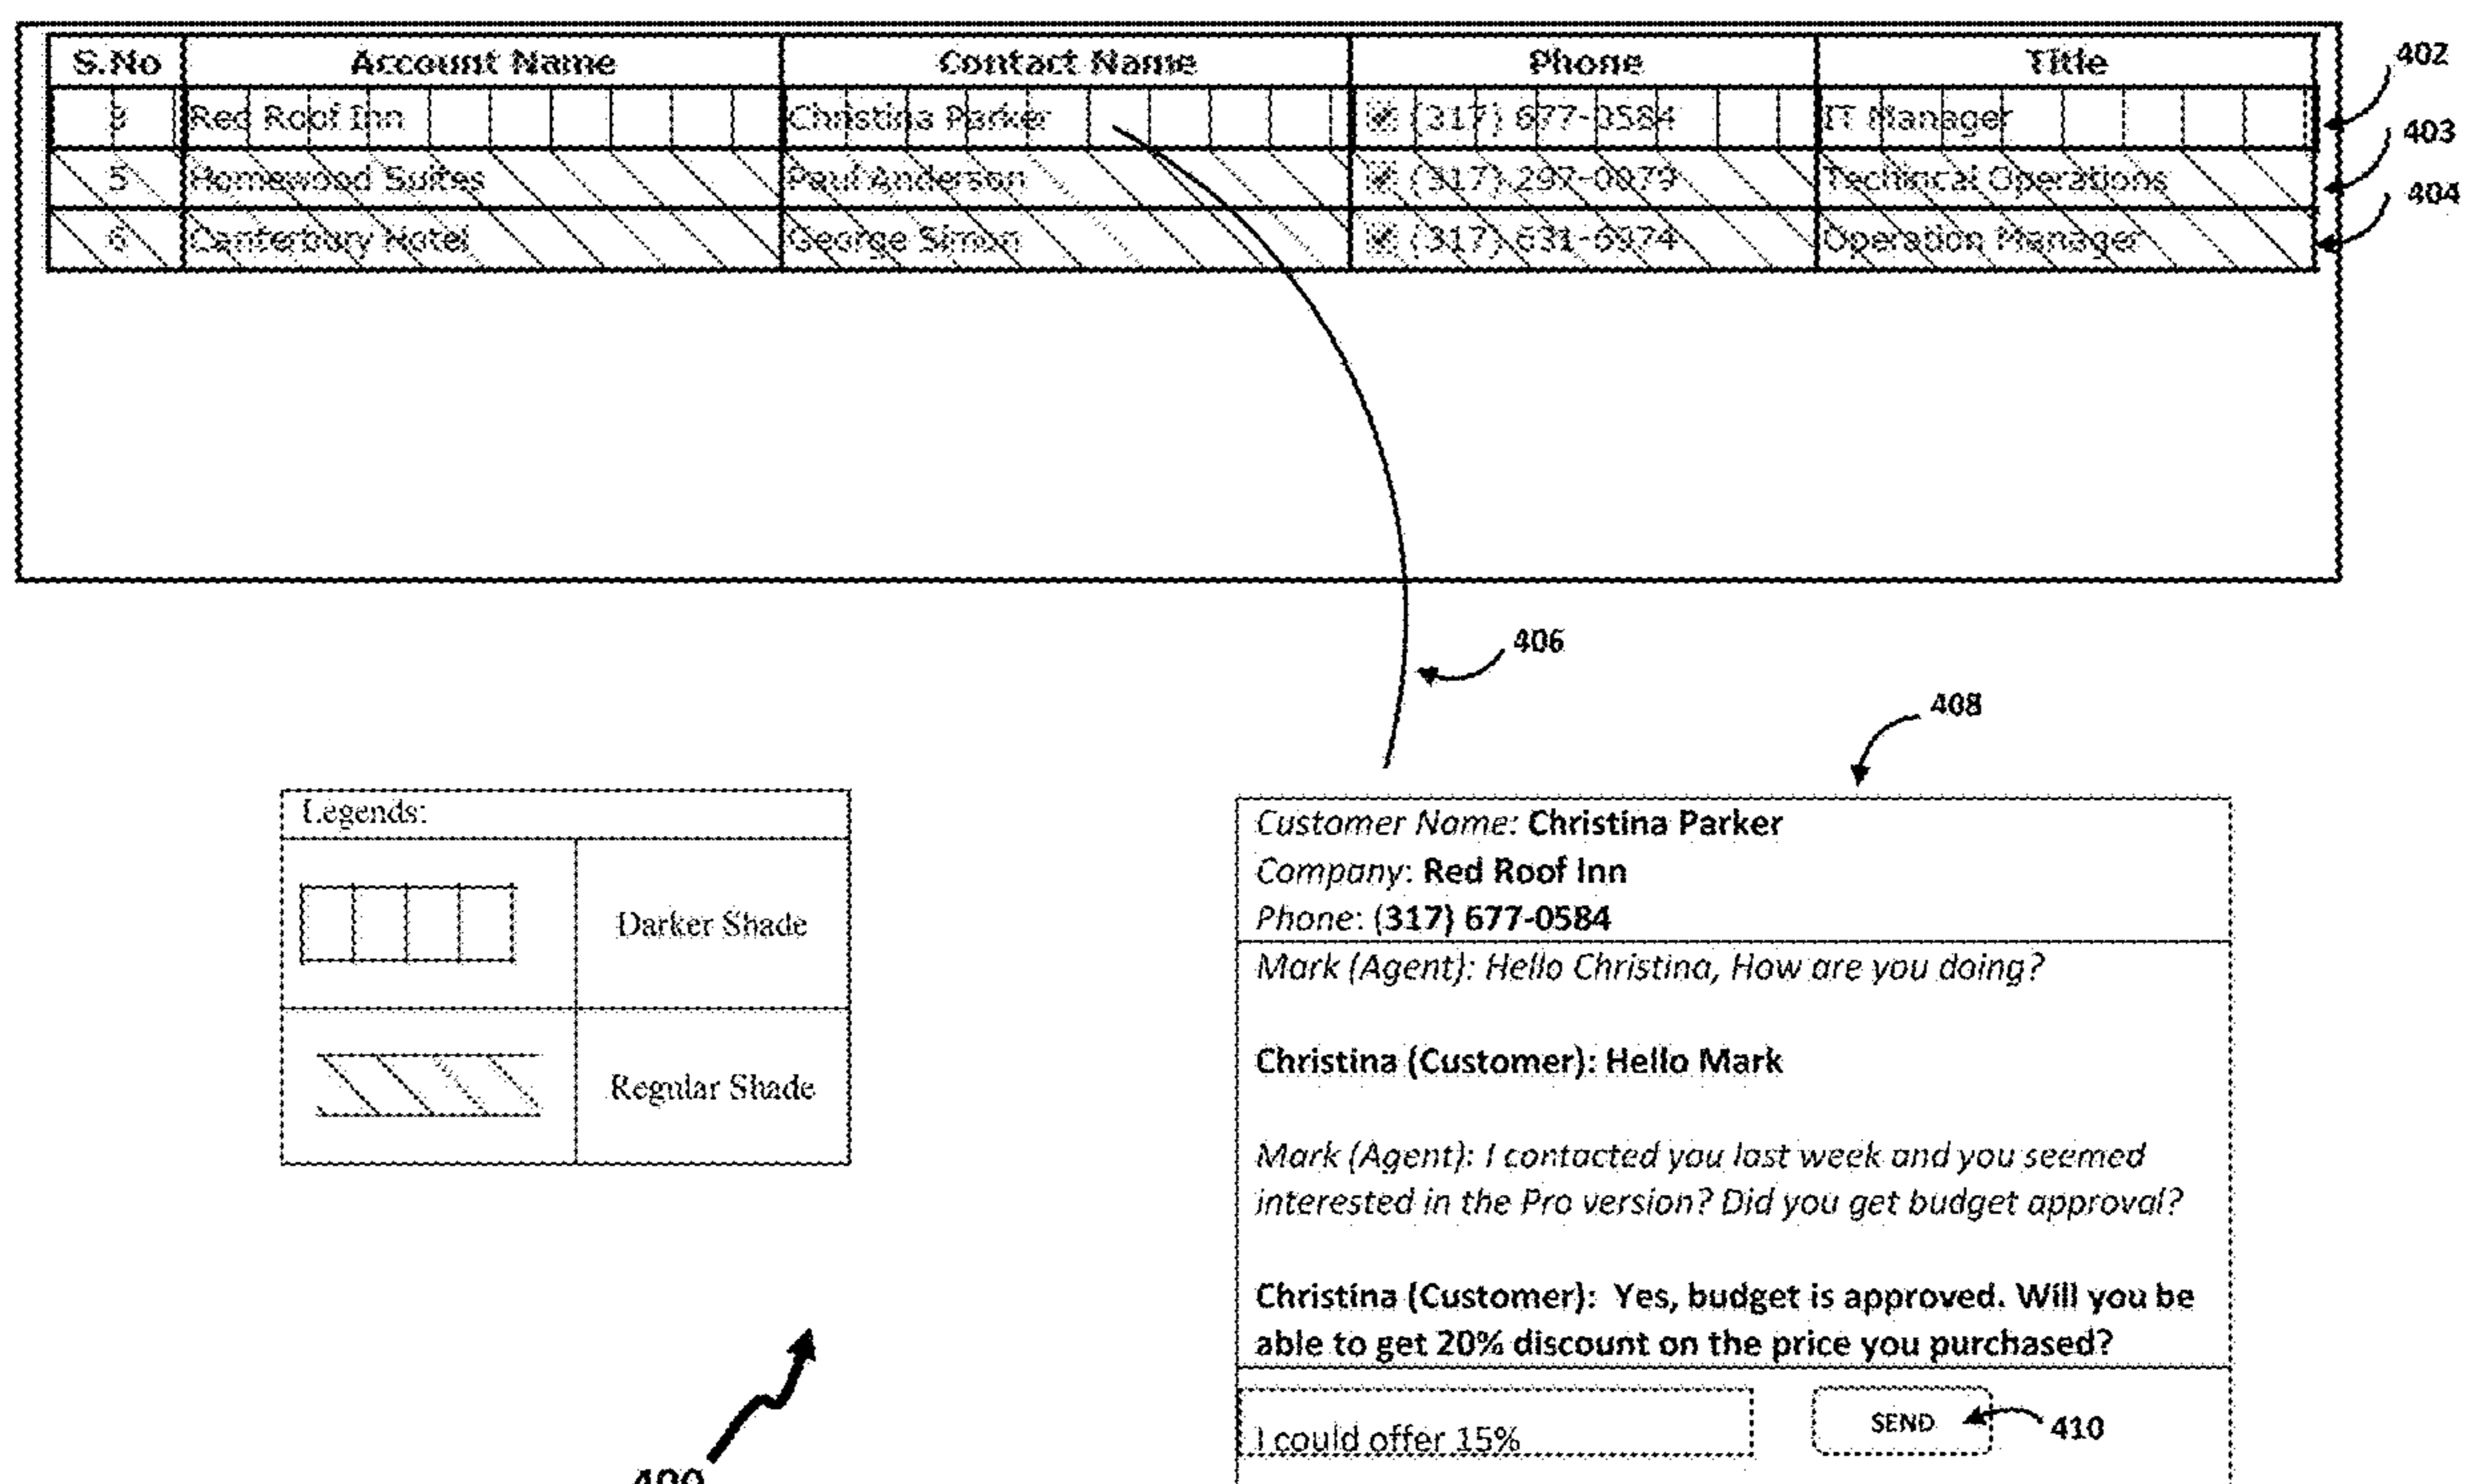 S.No Account Name Contact Name Phone Title
402
3 Red Roof Inn Christina Parker (317) 677-0584 IT Manager
403
5 Homewood Suites Paul Anderson (317) 297-0079 Techincal Operations
404
6 Canterbury Hotel George Simon (317) 631-6974 Operation Manager
406
408
Legends:
Darker Shade
Regular Shade
Customer Name: Christina Parker
Company: Red Roof Inn
Phone: (317) 677-0584
Mark (Agent): Hello Christina, How are you doing?
Christina (Customer): Hello Mark
Mark (Agent): I contacted you last week and you seemed
interested in the Pro version? Did you get budget approval?
Christina (Customer): Yes, budget is approved. Will you be
able to get 20% discount on the price you purchased?
I could offer 15%
SEND
410